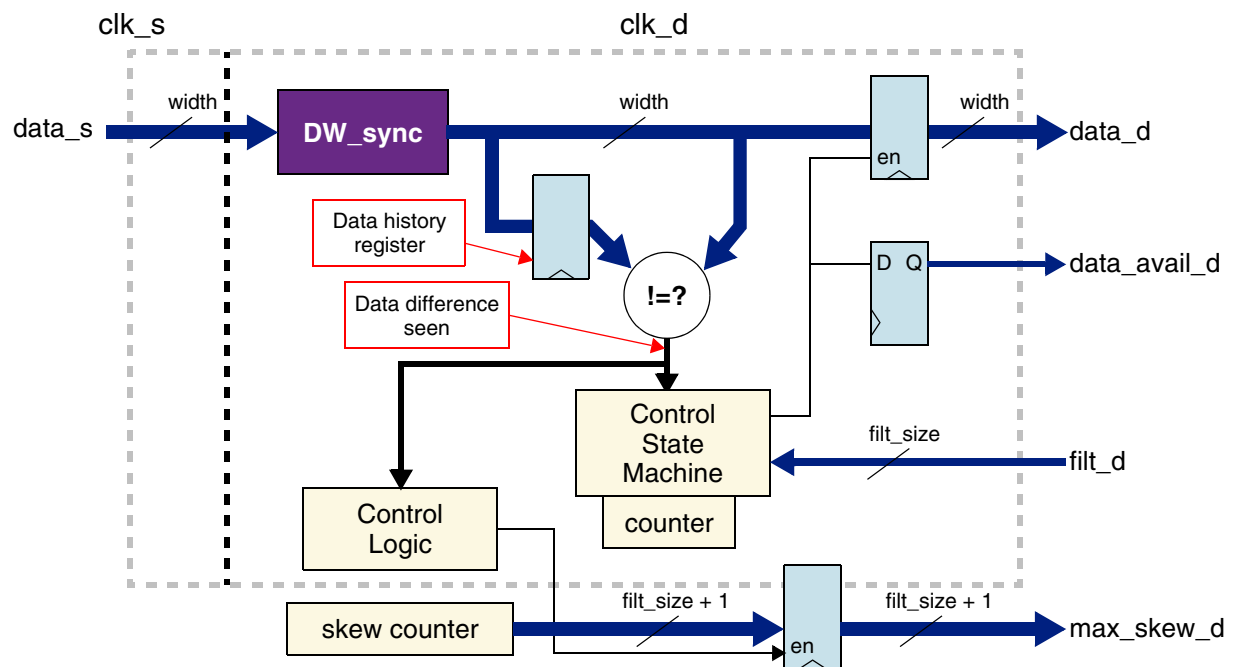 clk_s
clk_d
width
width
width
data_s
DW_sync
data_d
en
Data history
register
!=?
D Q
data_avail_d
Data difference
seen
Control
State
Machine
filt_size
filt_d
counter
Control
Logic
filt_size + 1
filt_size + 1
skew counter
max_skew_d
en